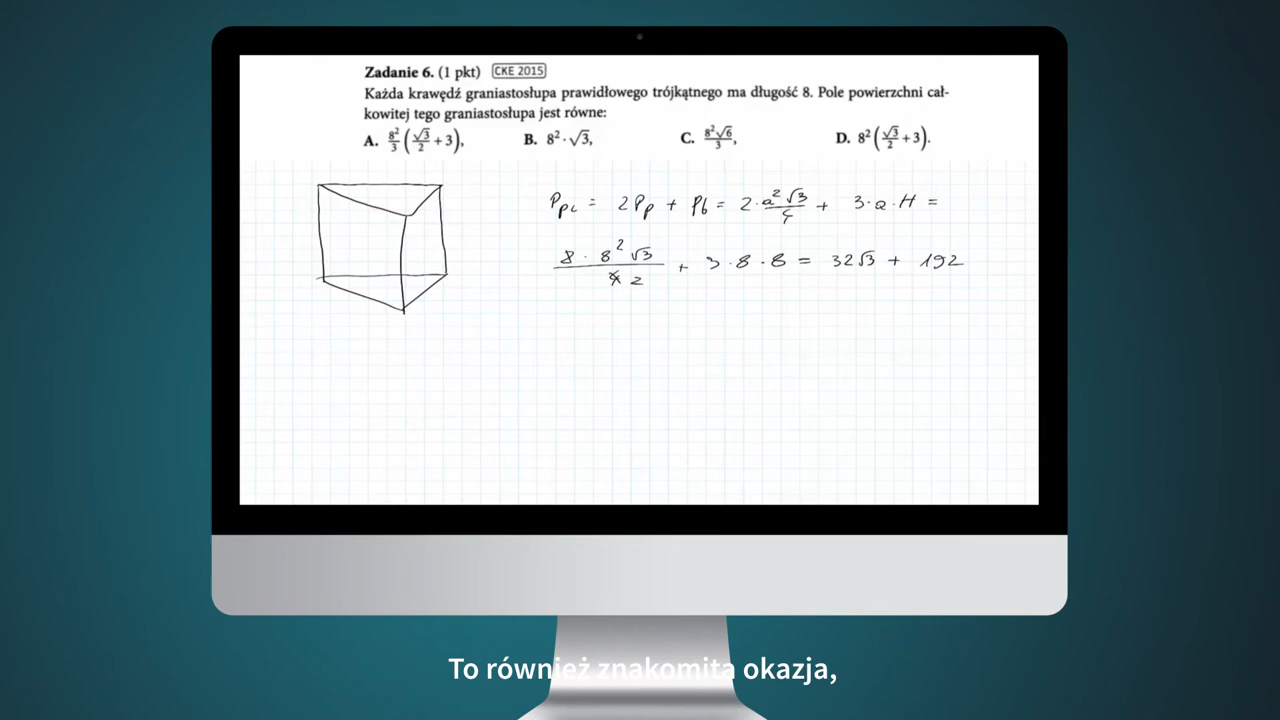 Zadanie 6. (1 pkt) CKE 2015
Każda krawędź graniastosłupa prawidłowego trójkątnego ma długość 8. Pole powierzchni cał-
kowitej tego graniastosłupa jest równe:
A. 8²/3 (√3/2 + 3), B. 8² · √3, C. 8²√6/3, D. 8² (√3/2 + 3).
Ppc = 2Pp + Pb = 2 · a²√3/4 + 3 · a · H =
8 · 8²√3 / 4 2 + 3 · 8 · 8 = 32√3 + 192
To również znakomita okazja,